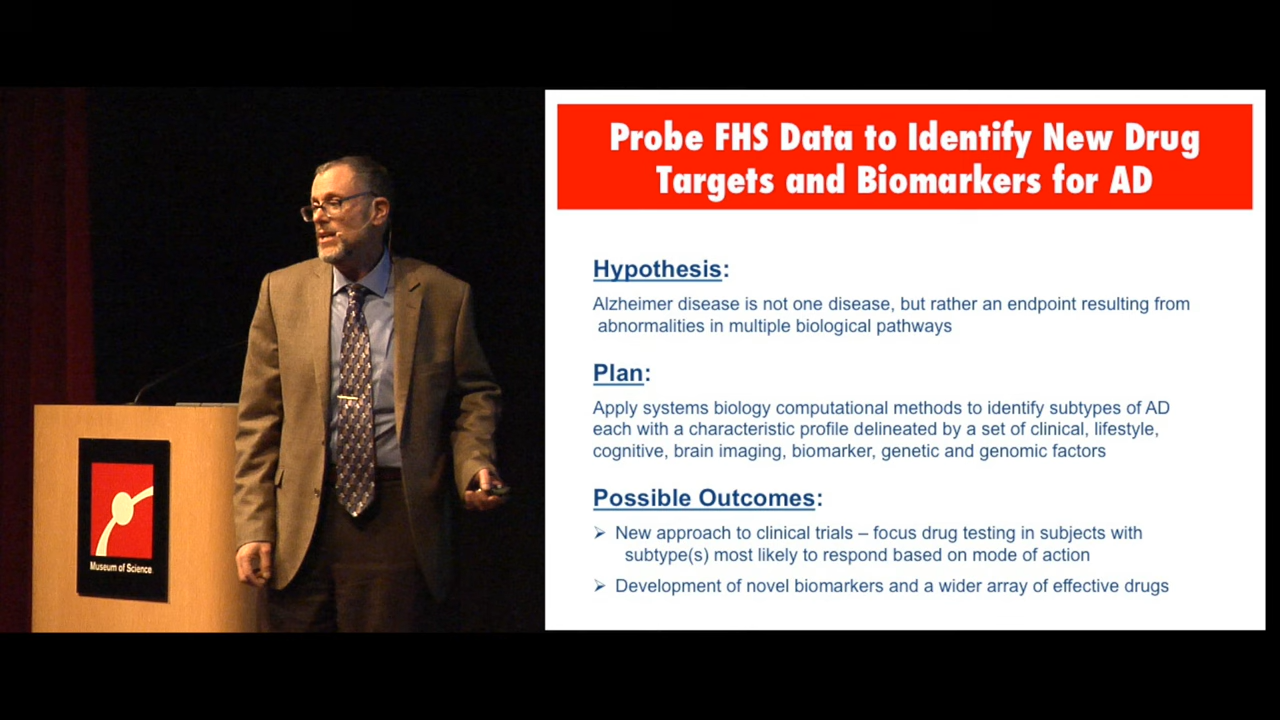 Probe FHS Data to Identify New Drug
Targets and Biomarkers for AD
Hypothesis:
Alzheimer disease is not one disease, but rather an endpoint resulting from
abnormalities in multiple biological pathways
Plan:
Apply systems biology computational methods to identify subtypes of AD
each with a characteristic profile delineated by a set of clinical, lifestyle,
cognitive, brain imaging, biomarker, genetic and genomic factors
Possible Outcomes:
➢ New approach to clinical trials – focus drug testing in subjects with
subtype(s) most likely to respond based on mode of action
➢ Development of novel biomarkers and a wider array of effective drugs
Museum of Science